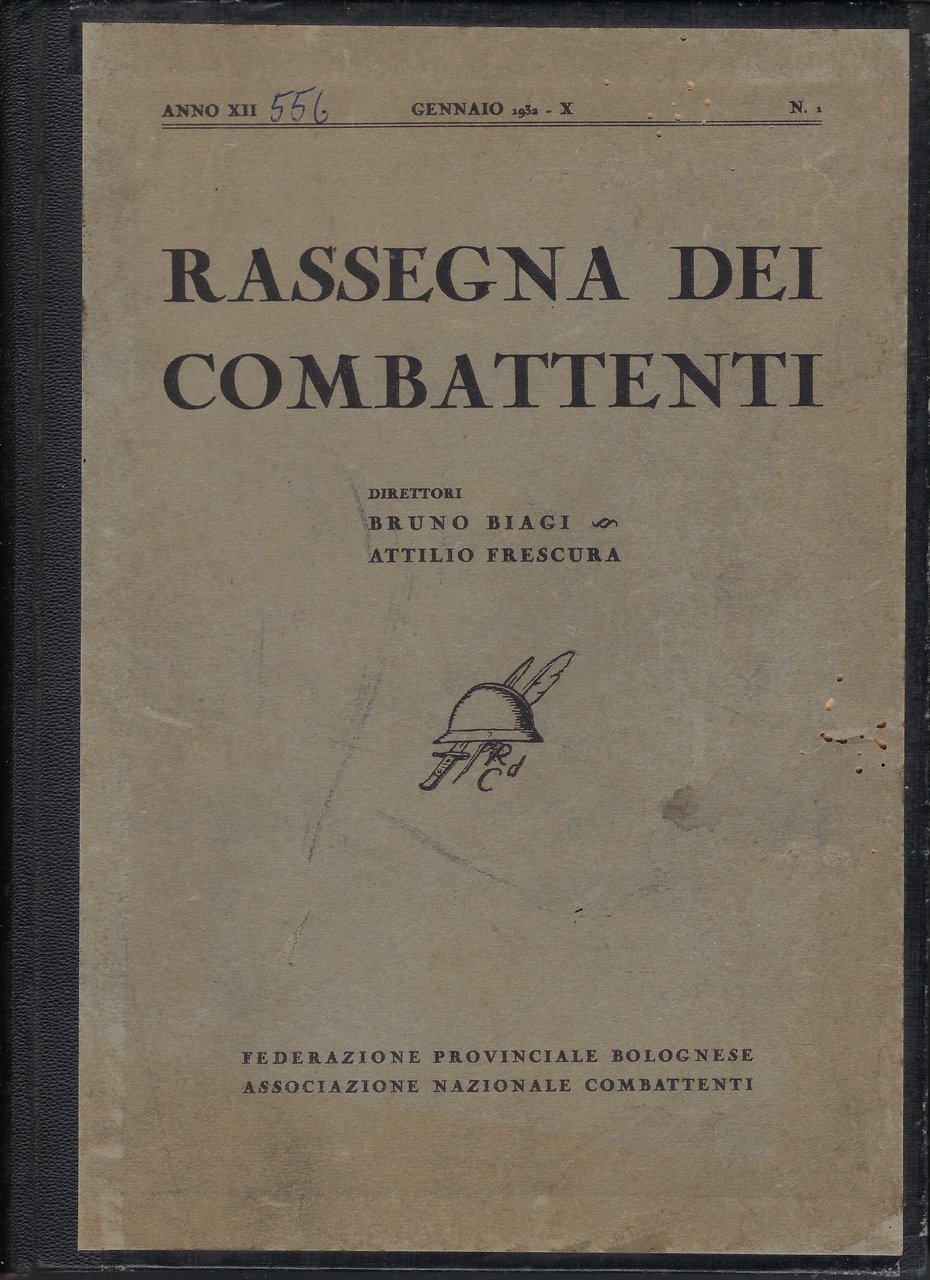 ANNO XII 556 GENNAIO 1932 - X N. 1
RASSEGNA DEI
COMBATTENTI
DIRETTORI
BRUNO BIAGI
ATTILIO FRESCURA
R d
C
FEDERAZIONE PROVINCIALE BOLOGNESE
ASSOCIAZIONE NAZIONALE COMBATTENTI